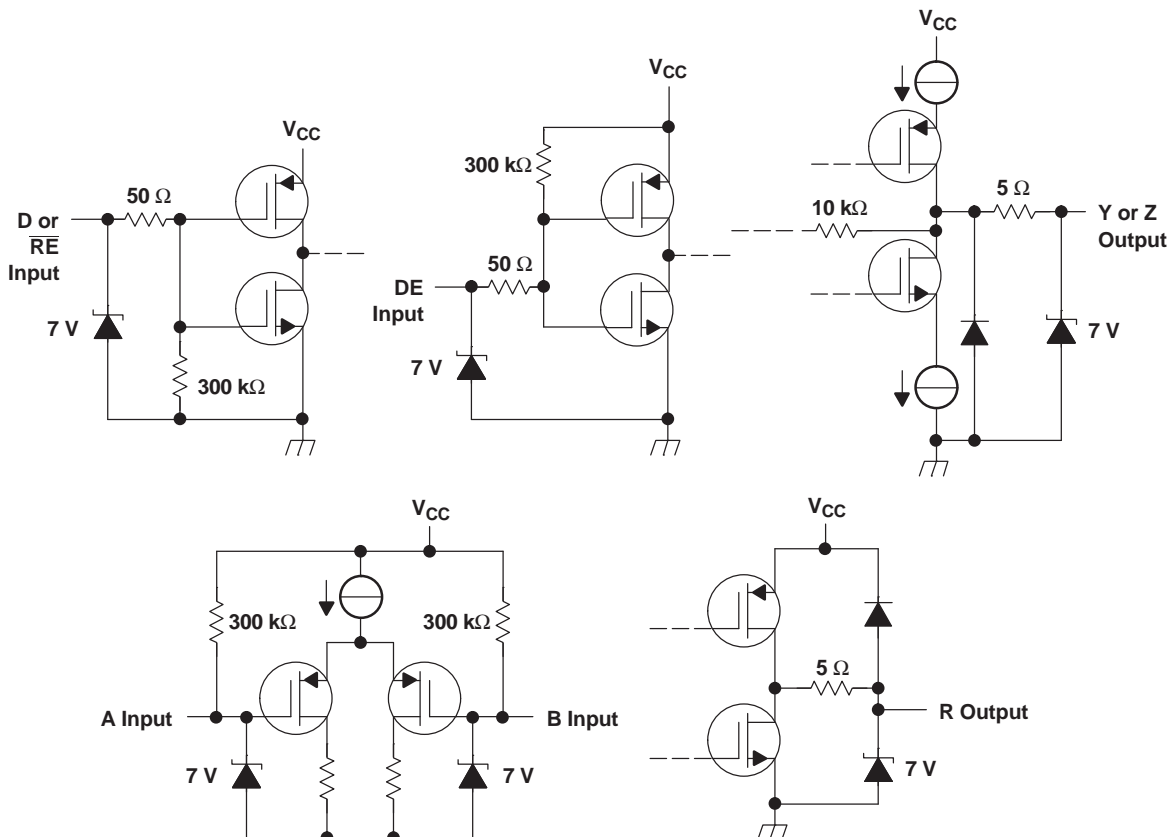 VCC
50 Ω
D or
RE
Input
7 V
300 kΩ
VCC
300 kΩ
50 Ω
DE
Input
7 V
VCC
5 Ω
10 kΩ
Y or Z
Output
7 V
VCC
300 kΩ
300 kΩ
A Input
B Input
7 V
7 V
VCC
5 Ω
R Output
7 V